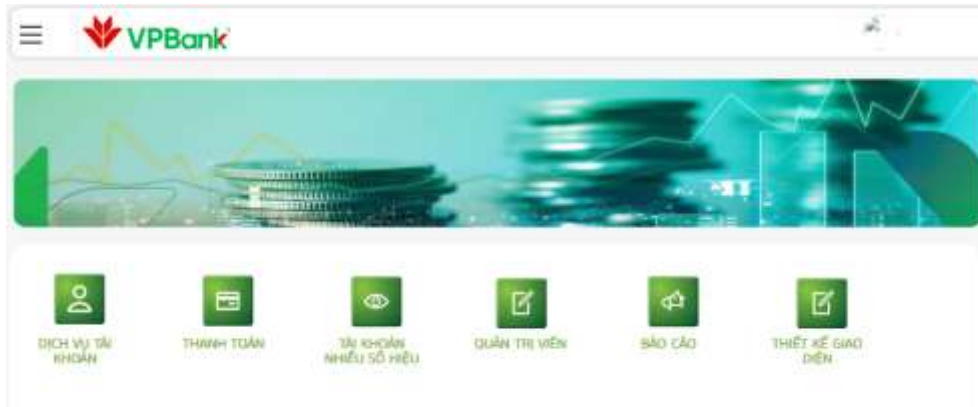 VPBank
DỊCH VỤ TÀI
KHOẢN
THANH TOÁN
TÀI KHOẢN
NHIỀU SỐ HIỆU
QUẢN TRỊ VIÊN
BÁO CÁO
THIẾT KẾ GIAO
DIỆN